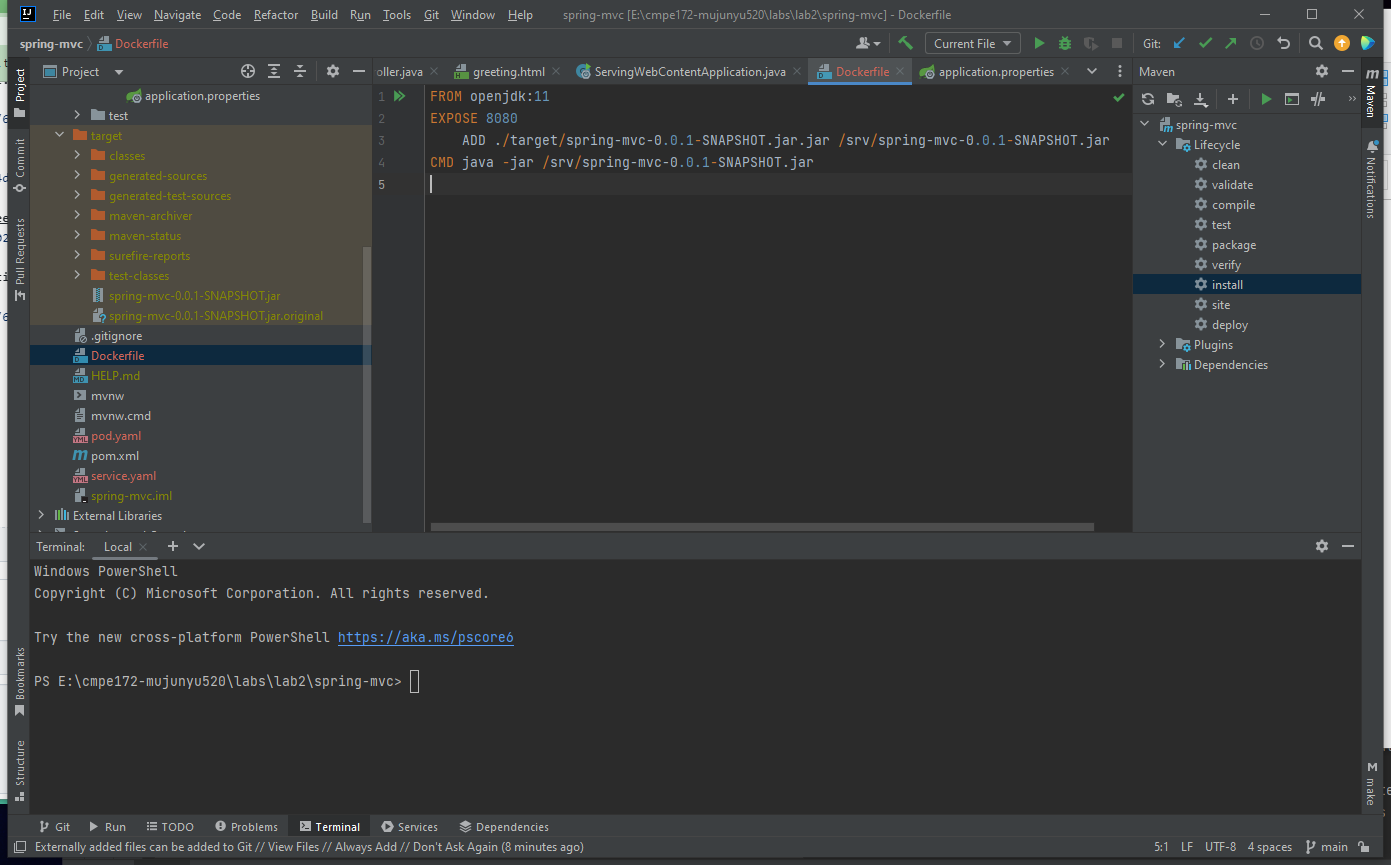 File Edit View Navigate Code Refactor Build Run Tools Git Window Help spring-mvc [E:\cmpe172-mujunyu520\labs\lab2\spring-mvc] - Dockerfile
spring-mvc Dockerfile Current File Git:
Project
oller.java greeting.html ServingWebContentApplication.java Dockerfile application.properties
Maven
application.properties
test
target
classes
generated-sources
generated-test-sources
maven-archiver
maven-status
surefire-reports
test-classes
spring-mvc-0.0.1-SNAPSHOT.jar
spring-mvc-0.0.1-SNAPSHOT.jar.original
.gitignore
Dockerfile
HELP.md
mvnw
mvnw.cmd
pod.yaml
pom.xml
service.yaml
spring-mvc.iml
External Libraries
1 FROM openjdk:11
2 EXPOSE 8080
3 ADD ./target/spring-mvc-0.0.1-SNAPSHOT.jar.jar /srv/spring-mvc-0.0.1-SNAPSHOT.jar
4 CMD java -jar /srv/spring-mvc-0.0.1-SNAPSHOT.jar
5
spring-mvc
Lifecycle
clean
validate
compile
test
package
verify
install
site
deploy
Plugins
Dependencies
Project
Commit
Pull Requests
Bookmarks
Structure
Maven
Notifications
make
Terminal: Local
Windows PowerShell
Copyright (C) Microsoft Corporation. All rights reserved.
Try the new cross-platform PowerShell https://aka.ms/pscore6
PS E:\cmpe172-mujunyu520\labs\lab2\spring-mvc>
Git Run TODO Problems Terminal Services Dependencies
Externally added files can be added to Git // View Files // Always Add // Don't Ask Again (8 minutes ago) 5:1 LF UTF-8 4 spaces main